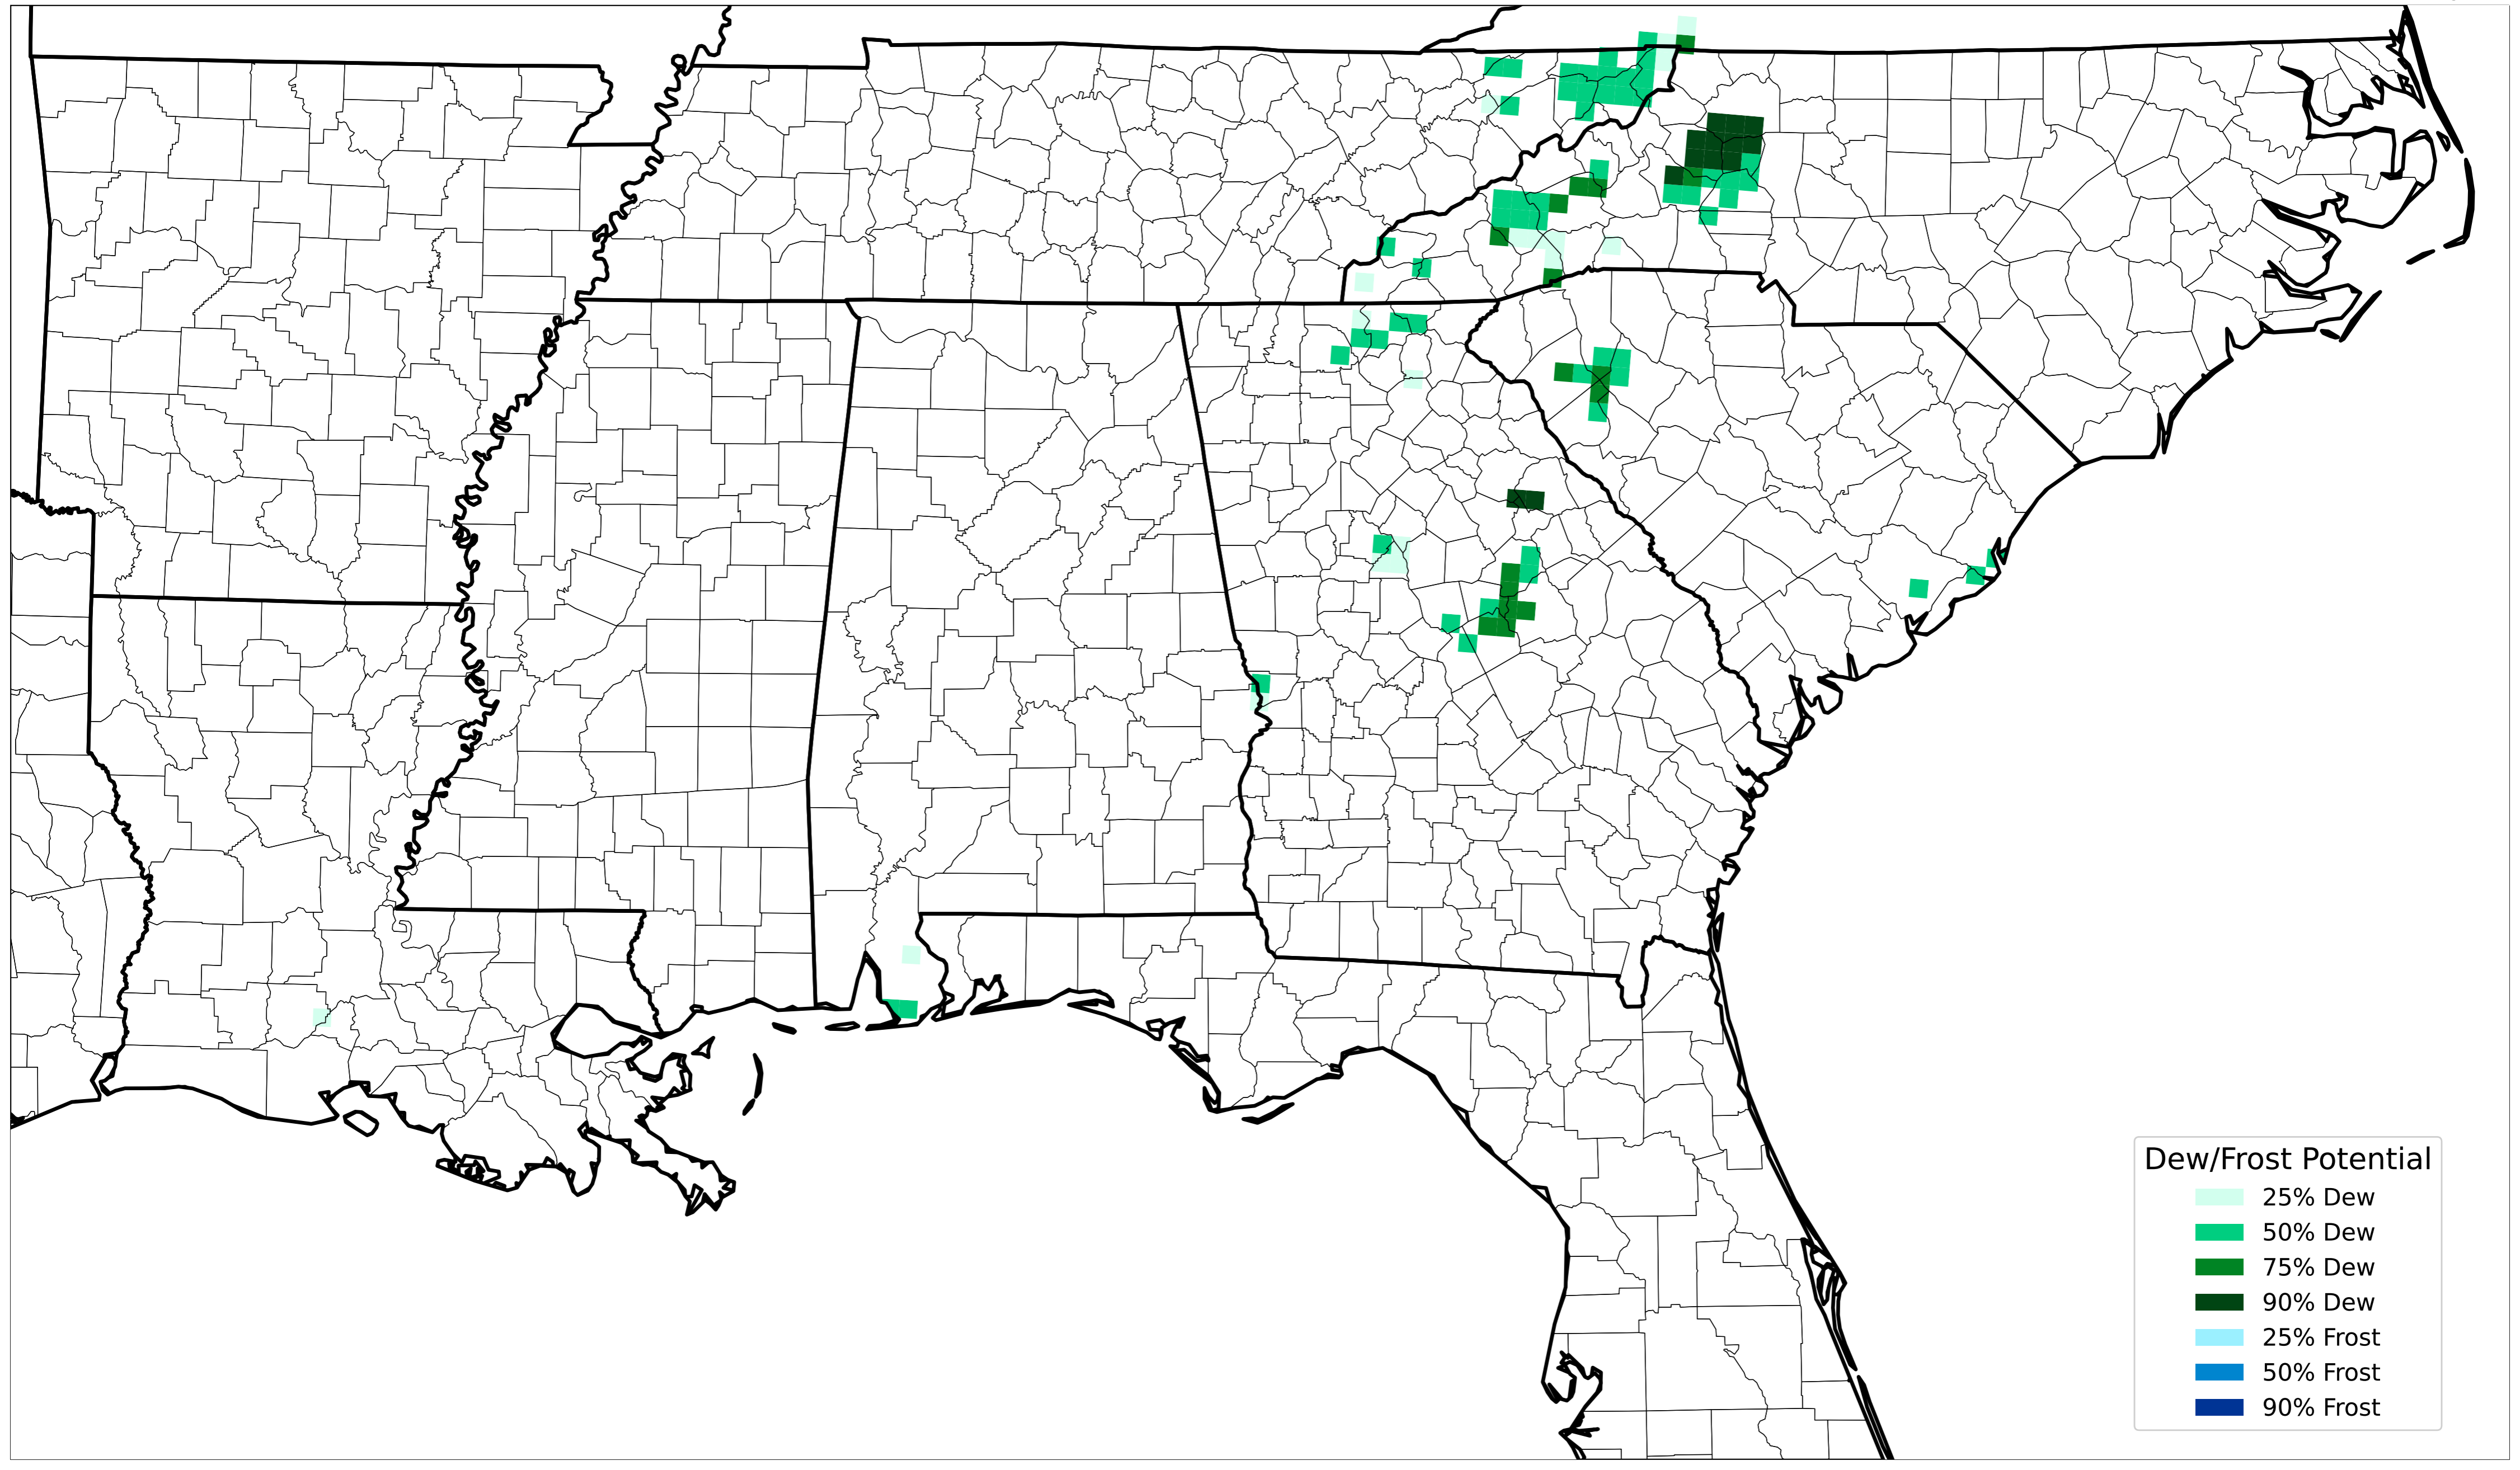 Dew/Frost Potential
25% Dew
50% Dew
75% Dew
90% Dew
25% Frost
50% Frost
90% Frost